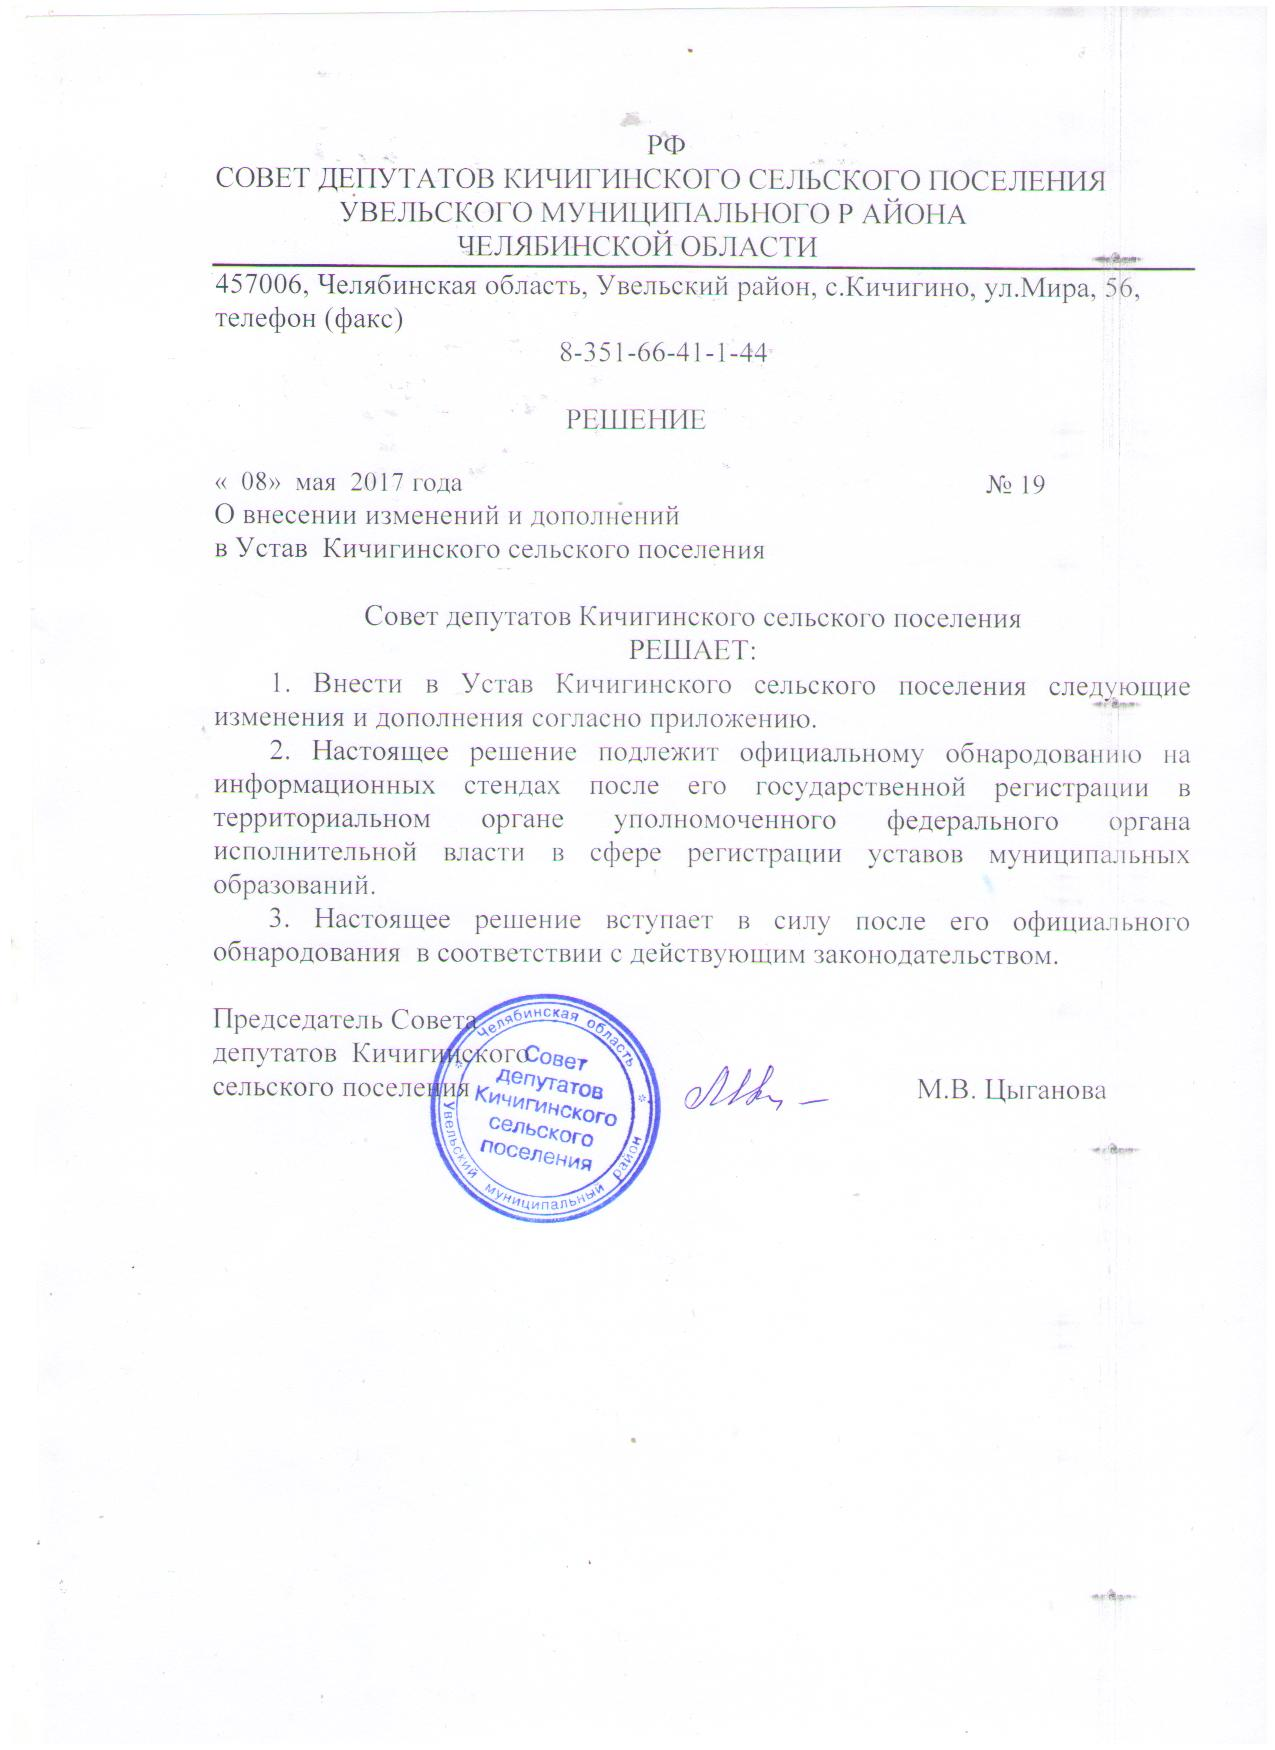 РФ
СОВЕТ ДЕПУТАТОВ КИЧИГИНСКОГО СЕЛЬСКОГО ПОСЕЛЕНИЯ
УВЕЛЬСКОГО МУНИЦИПАЛЬНОГО Р АЙОНА
ЧЕЛЯБИНСКОЙ ОБЛАСТИ
457006, Челябинская область, Увельский район, с.Кичигино, ул.Мира, 56,
телефон (факс)
8-351-66-41-1-44
РЕШЕНИЕ
«  08»  мая  2017 года № 19
О внесении изменений и дополнений
в Устав  Кичигинского сельского поселения
Совет депутатов Кичигинского сельского поселения
РЕШАЕТ:
1. Внести в Устав Кичигинского сельского поселения следующие
изменения и дополнения согласно приложению.
2. Настоящее решение подлежит официальному обнародованию на
информационных стендах после его государственной регистрации в
территориальном органе уполномоченного федерального органа
исполнительной власти в сфере регистрации уставов муниципальных
образований.
3. Настоящее решение вступает в силу после его официального
обнародования  в соответствии с действующим законодательством.
Председатель Совета
депутатов  Кичигинского
сельского поселения М.В. Цыганова
Челябинская область
Увельский муниципальный район
Совет
депутатов
Кичигинского
сельского
поселения